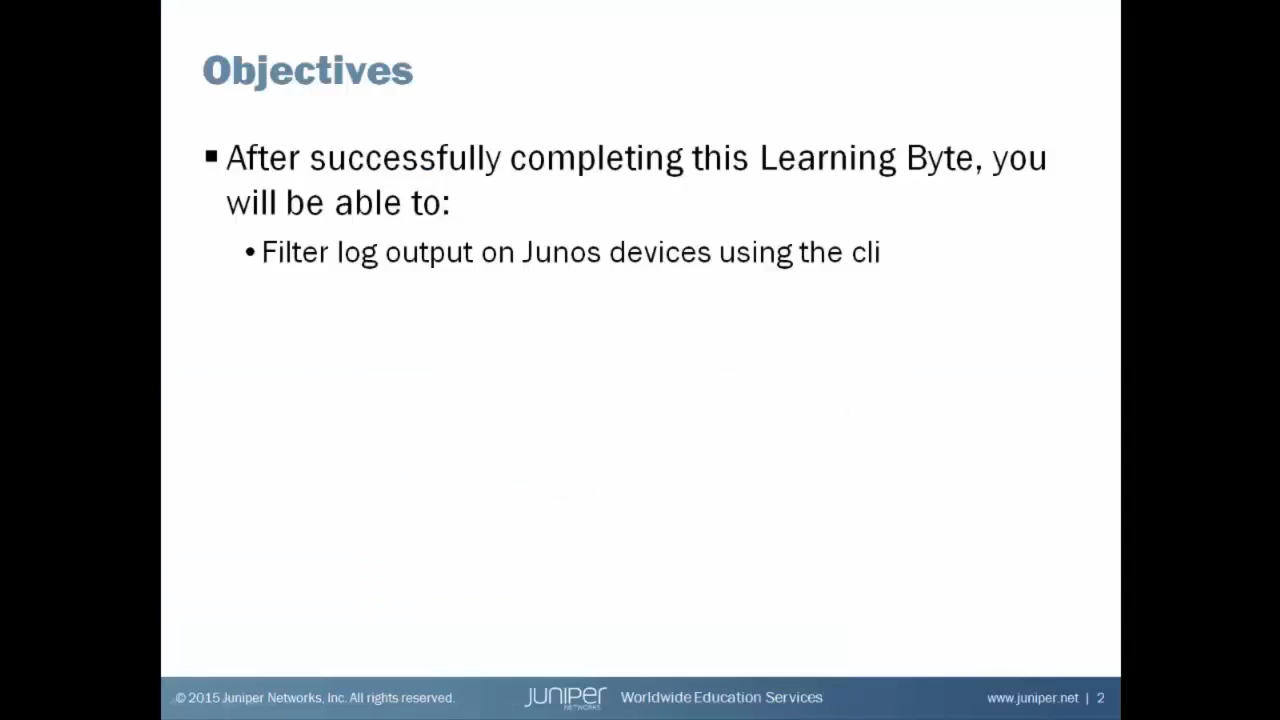 Objectives
▪ After successfully completing this Learning Byte, you
will be able to:
• Filter log output on Junos devices using the cli
© 2015 Juniper Networks, Inc. All rights reserved.
JUNIPER
NETWORKS
Worldwide Education Services
www.juniper.net | 2